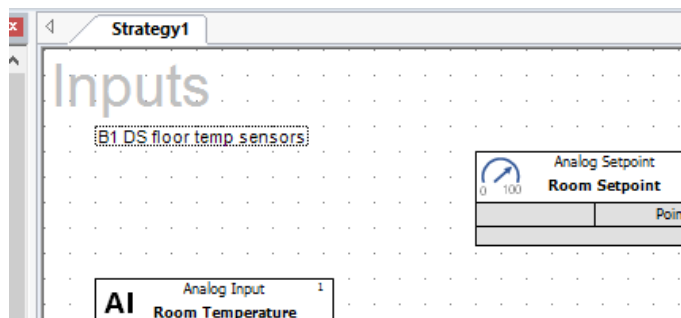 Strategy1
Inputs
B1 DS floor temp sensors
Analog Setpoint
0 100
Room Setpoint
AI
Analog Input 1
Room Temperature